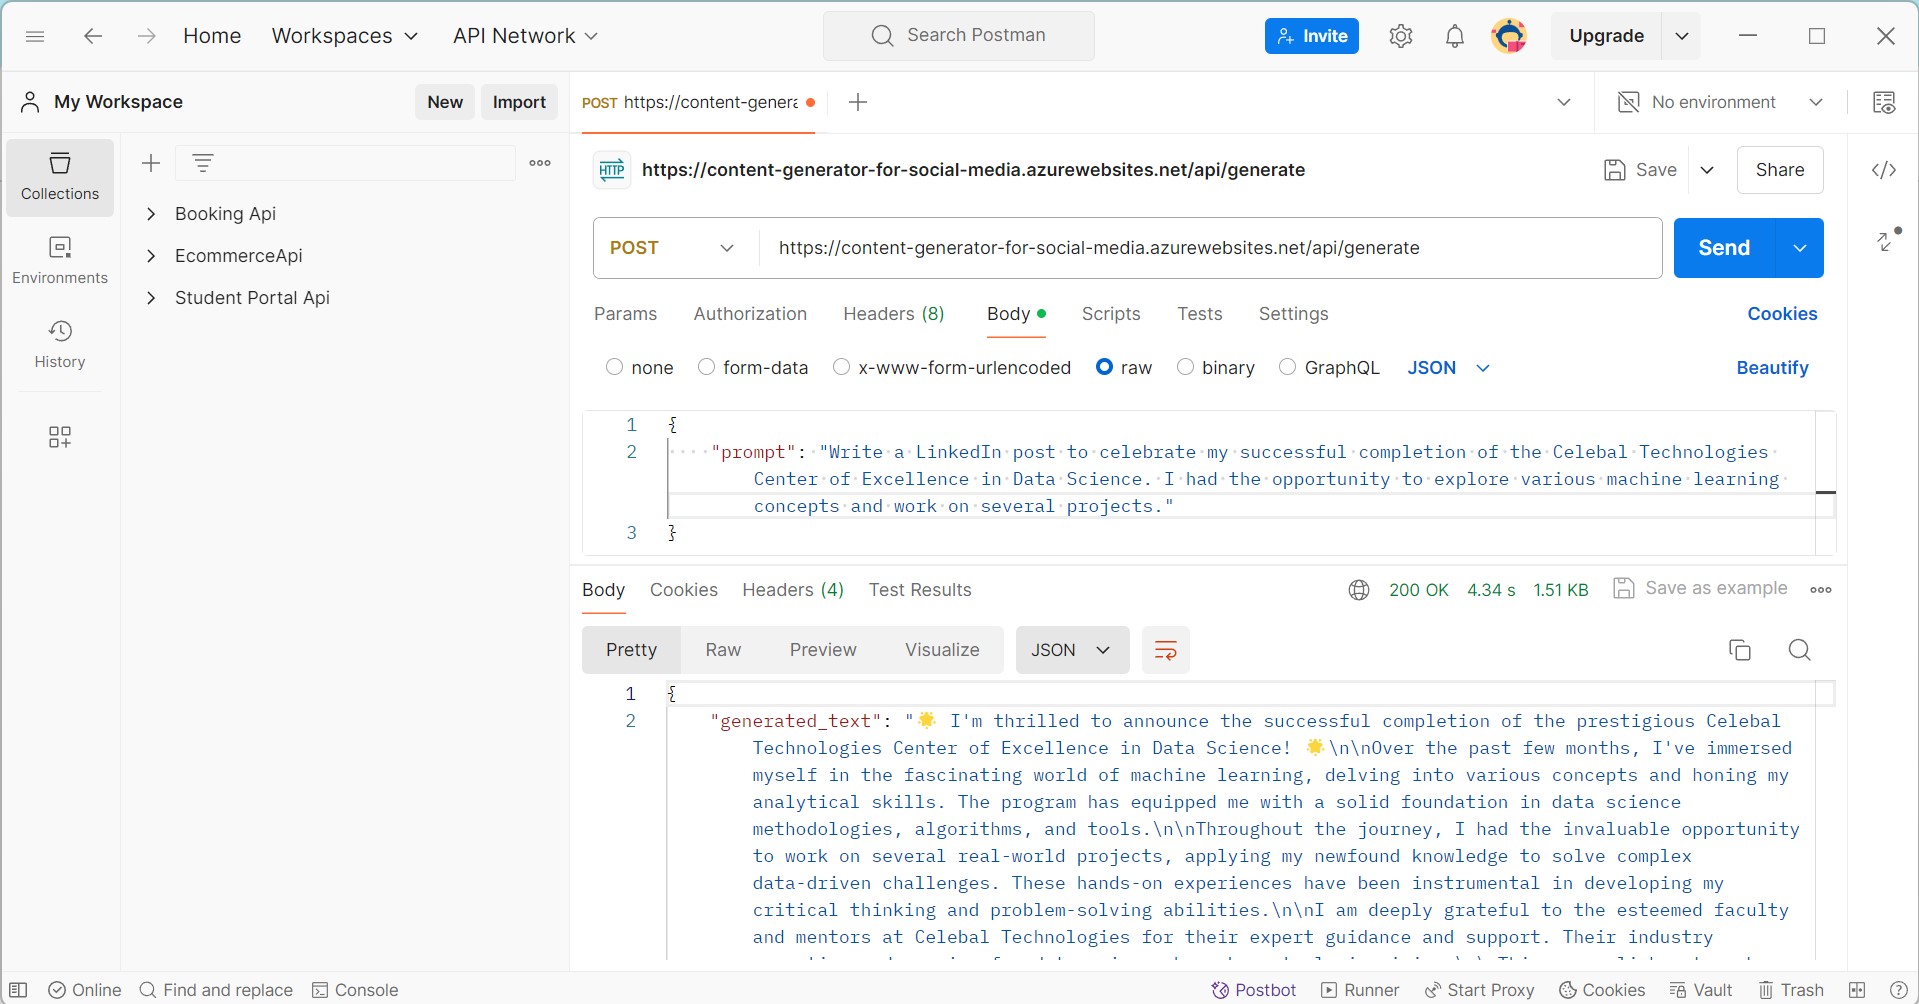 Home Workspaces API Network Search Postman Invite Upgrade
My Workspace New Import POST https://content-genera No environment
Collections
Environments
History
Booking Api
EcommerceApi
Student Portal Api
HTTP https://content-generator-for-social-media.azurewebsites.net/api/generate Save Share
POST https://content-generator-for-social-media.azurewebsites.net/api/generate Send
Params Authorization Headers (8) Body Scripts Tests Settings Cookies
none form-data x-www-form-urlencoded raw binary GraphQL JSON Beautify
1 {
2 "prompt": "Write a LinkedIn post to celebrate my successful completion of the Celebal Technologies
Center of Excellence in Data Science. I had the opportunity to explore various machine learning
concepts and work on several projects."
3 }
Body Cookies Headers (4) Test Results 200 OK 4.34 s 1.51 KB Save as example
Pretty Raw Preview Visualize JSON
1 {
2 "generated_text": "🌟 I'm thrilled to announce the successful completion of the prestigious Celebal
Technologies Center of Excellence in Data Science! 🌟\n\nOver the past few months, I've immersed
myself in the fascinating world of machine learning, delving into various concepts and honing my
analytical skills. The program has equipped me with a solid foundation in data science
methodologies, algorithms, and tools.\n\nThroughout the journey, I had the invaluable opportunity
to work on several real-world projects, applying my newfound knowledge to solve complex
data-driven challenges. These hands-on experiences have been instrumental in developing my
critical thinking and problem-solving abilities.\n\nI am deeply grateful to the esteemed faculty
and mentors at Celebal Technologies for their expert guidance and support. Their industry
Online Find and replace Console Postbot Runner Start Proxy Cookies Vault Trash